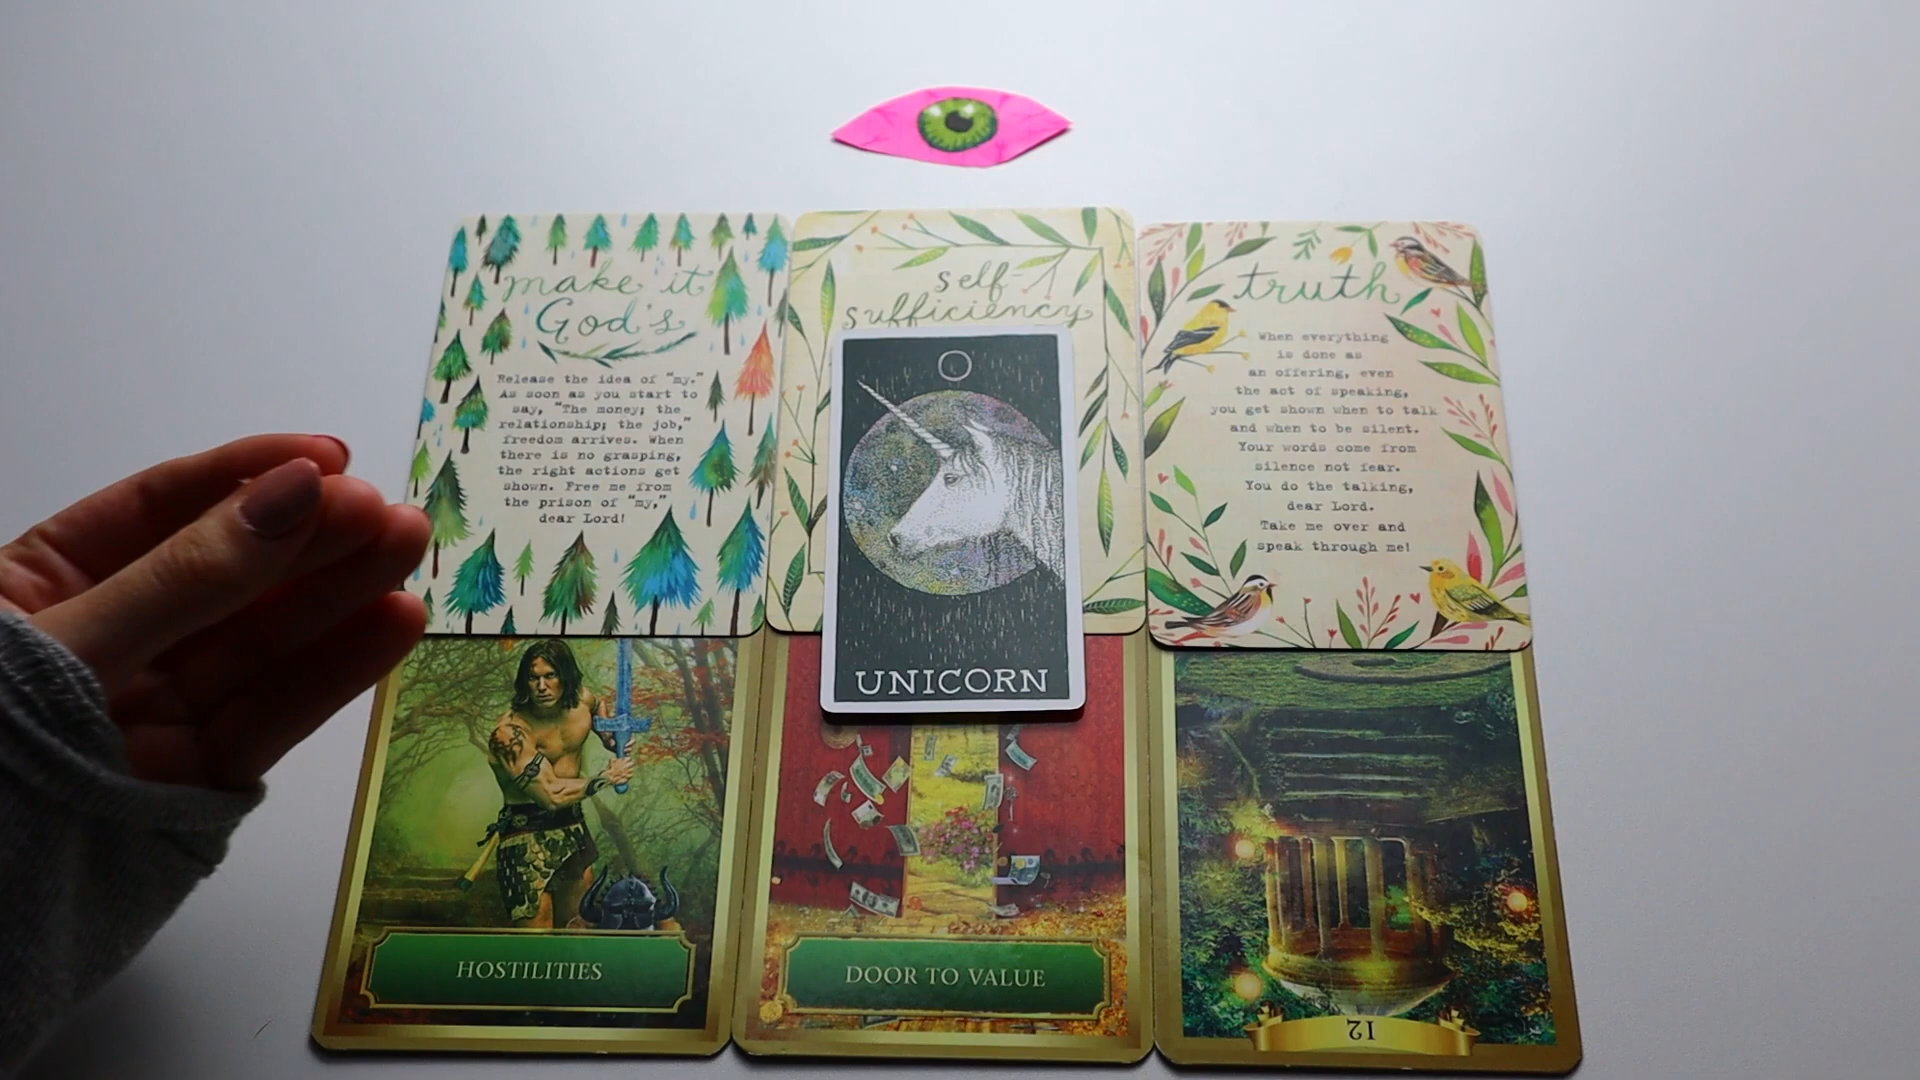 make it
God's
Release the idea of "my."
As soon as you start to
say, "The money; the
relationship; the job,"
freedom arrives. When
there is no grasping,
the right actions get
shown. Free me from
the prison of "my,"
dear Lord!
self-
sufficiency
truth
When everything
is done as
an offering, even
the act of speaking,
you get shown when to talk
and when to be silent.
Your words come from
silence not fear.
You do the talking,
dear Lord.
Take me over and
speak through me!
UNICORN
HOSTILITIES
DOOR TO VALUE
12